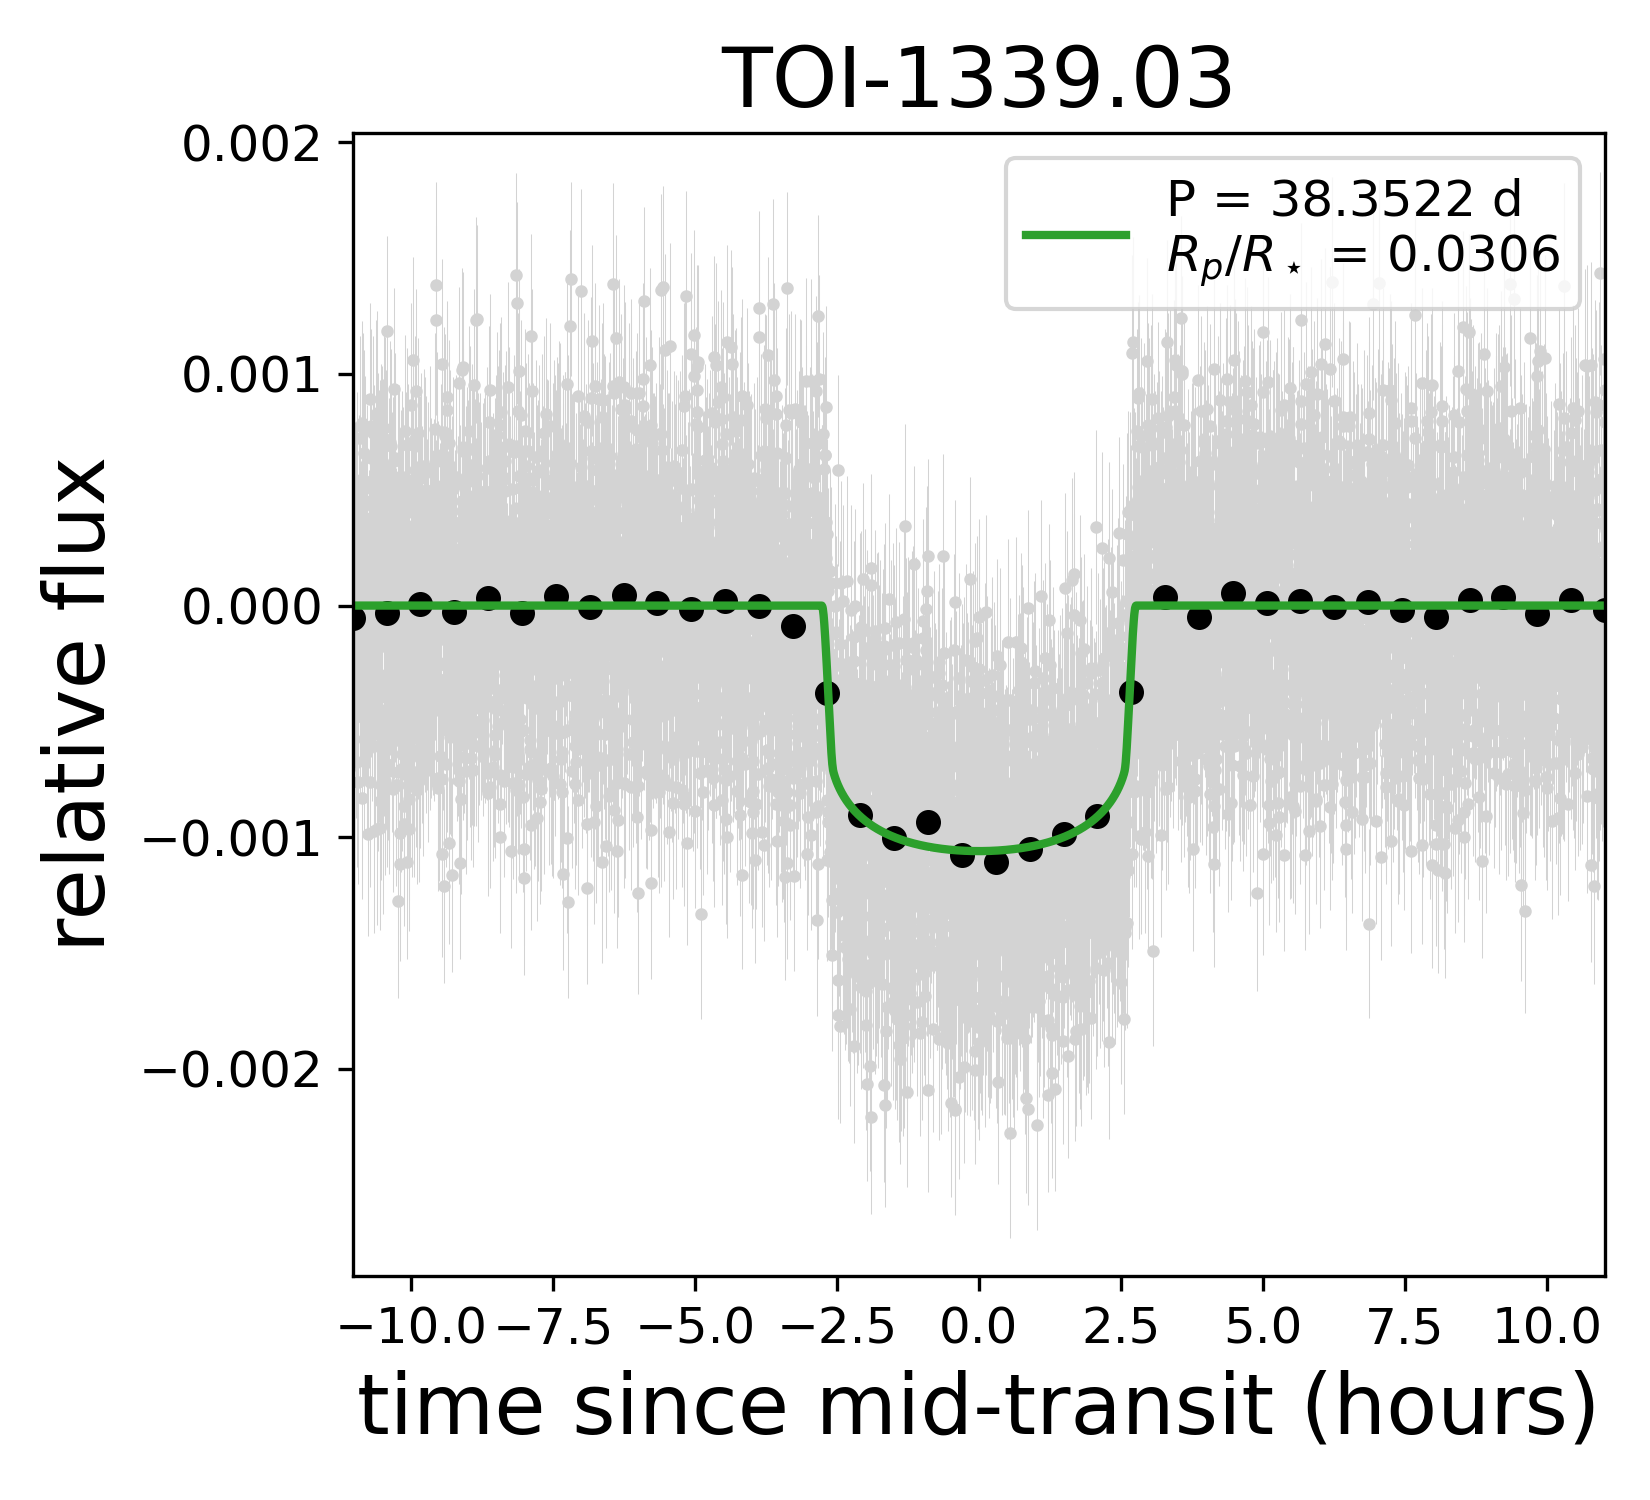 TOI-1339.03
P = 38.3522 d
Rp/R⋆ = 0.0306
0.002
0.001
0.000
−0.001
−0.002
relative flux
−10.0 −7.5 −5.0 −2.5 0.0 2.5 5.0 7.5 10.0
time since mid-transit (hours)